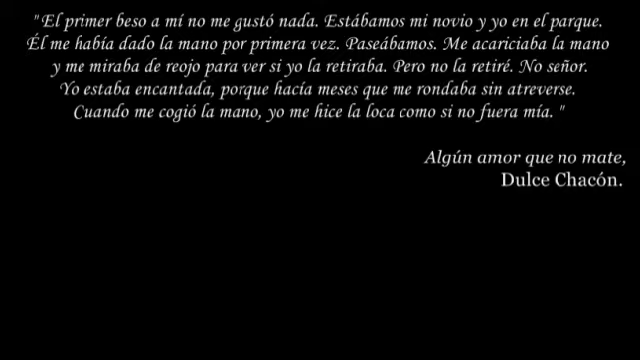 " El primer beso a mí no me gustó nada. Estábamos mi novio y yo en el parque.
Él me había dado la mano por primera vez. Paseábamos. Me acariciaba la mano
y me miraba de reojo para ver si yo la retiraba. Pero no la retiré. No señor.
Yo estaba encantada, porque hacía meses que me rondaba sin atreverse.
Cuando me cogió la mano, yo me hice la loca como si no fuera mía. "
Algún amor que no mate,
Dulce Chacón.